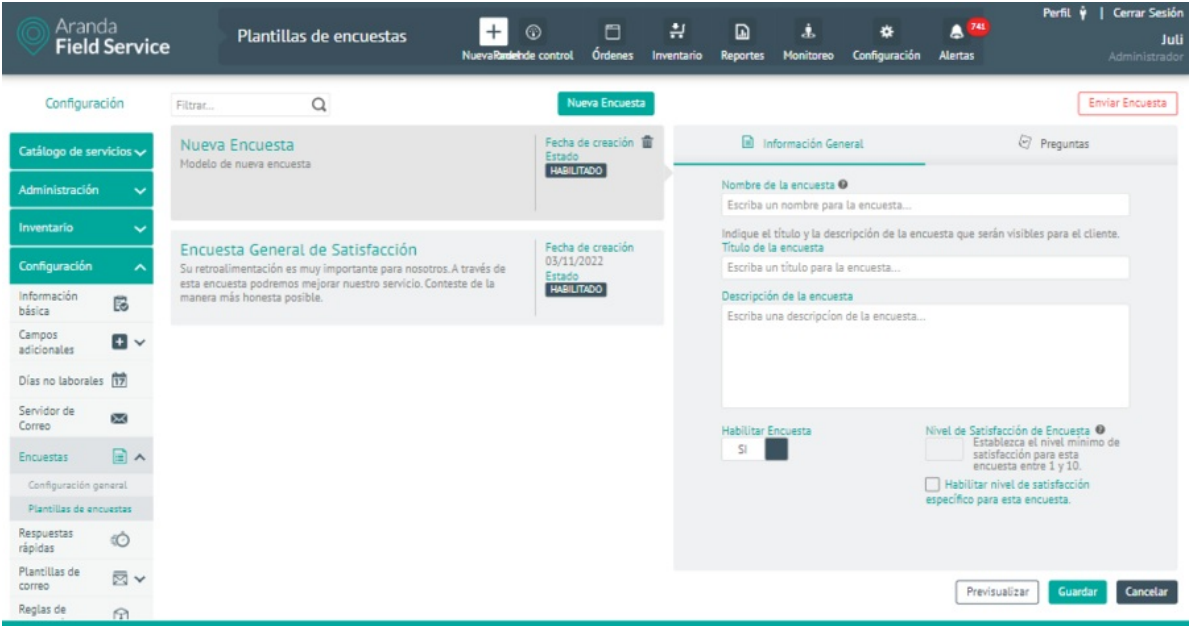 Perfil | Cerrar Sesión
Aranda
Field Service
Plantillas de encuestas
741
Juli
Administrador
Nueva de control Órdenes Inventario Reportes Monitoreo Configuración Alertas
Configuración
Filtrar...
Nueva Encuesta
Enviar Encuesta
Catálogo de servicios
Administración
Inventario
Configuración
Información
básica
Campos
adicionales
Días no laborales 17
Servidor de
Correo
Encuestas
Configuración general
Plantillas de encuestas
Respuestas
rápidas
Plantillas de
correo
Reglas de
Nueva Encuesta
Modelo de nueva encuesta
Fecha de creación
Estado
HABILITADO
Encuesta General de Satisfacción
Su retroalimentación es muy importante para nosotros.A través de
esta encuesta podremos mejorar nuestro servicio. Conteste de la
manera más honesta posible.
Fecha de creación
03/11/2022
Estado
HABILITADO
Información General
Preguntas
Nombre de la encuesta
Escriba un nombre para la encuesta...
Indique el título y la descripción de la encuesta que serán visibles para el cliente.
Título de la encuesta
Escriba un título para la encuesta...
Descripción de la encuesta
Escriba una descripcíon de la encuesta...
Habilitar Encuesta
SI
Nivel de Satisfacción de Encuesta
Establezca el nivel mínimo de
satisfacción para esta
encuesta entre 1 y 10.
Habilitar nivel de satisfacción
específico para esta encuesta.
Previsualizar
Guardar
Cancelar